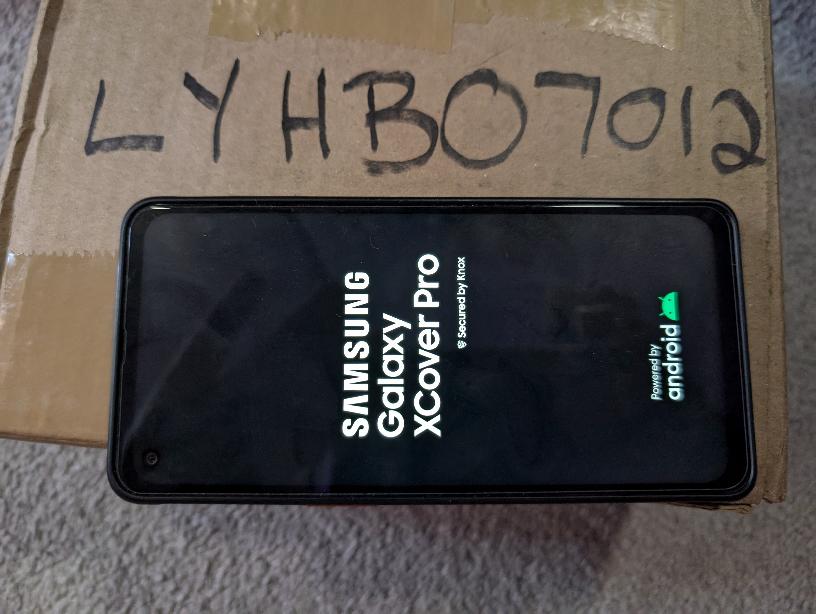 LYHBO7012
SAMSUNG
Galaxy
XCover Pro
Secured by Knox
Powered by
android